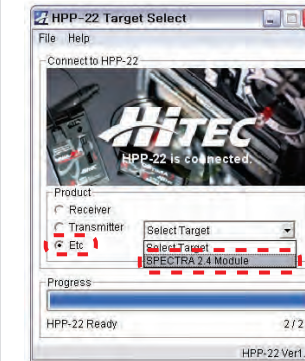 HPP-22 Target Select
File Help
Connect to HPP-22
HITEC
HPP-22 is connected.
Product
Receiver
Transmitter
Select Target
Etc
Select Target
SPECTRA 2.4 Module
Progress
HPP-22 Ready
2/2
HPP-22 Ver1